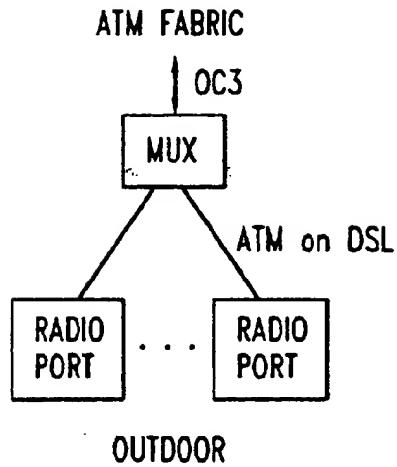 ATM FABRIC
OC3
MUX
ATM on DSL
RADIO
PORT
. . .
RADIO
PORT
OUTDOOR